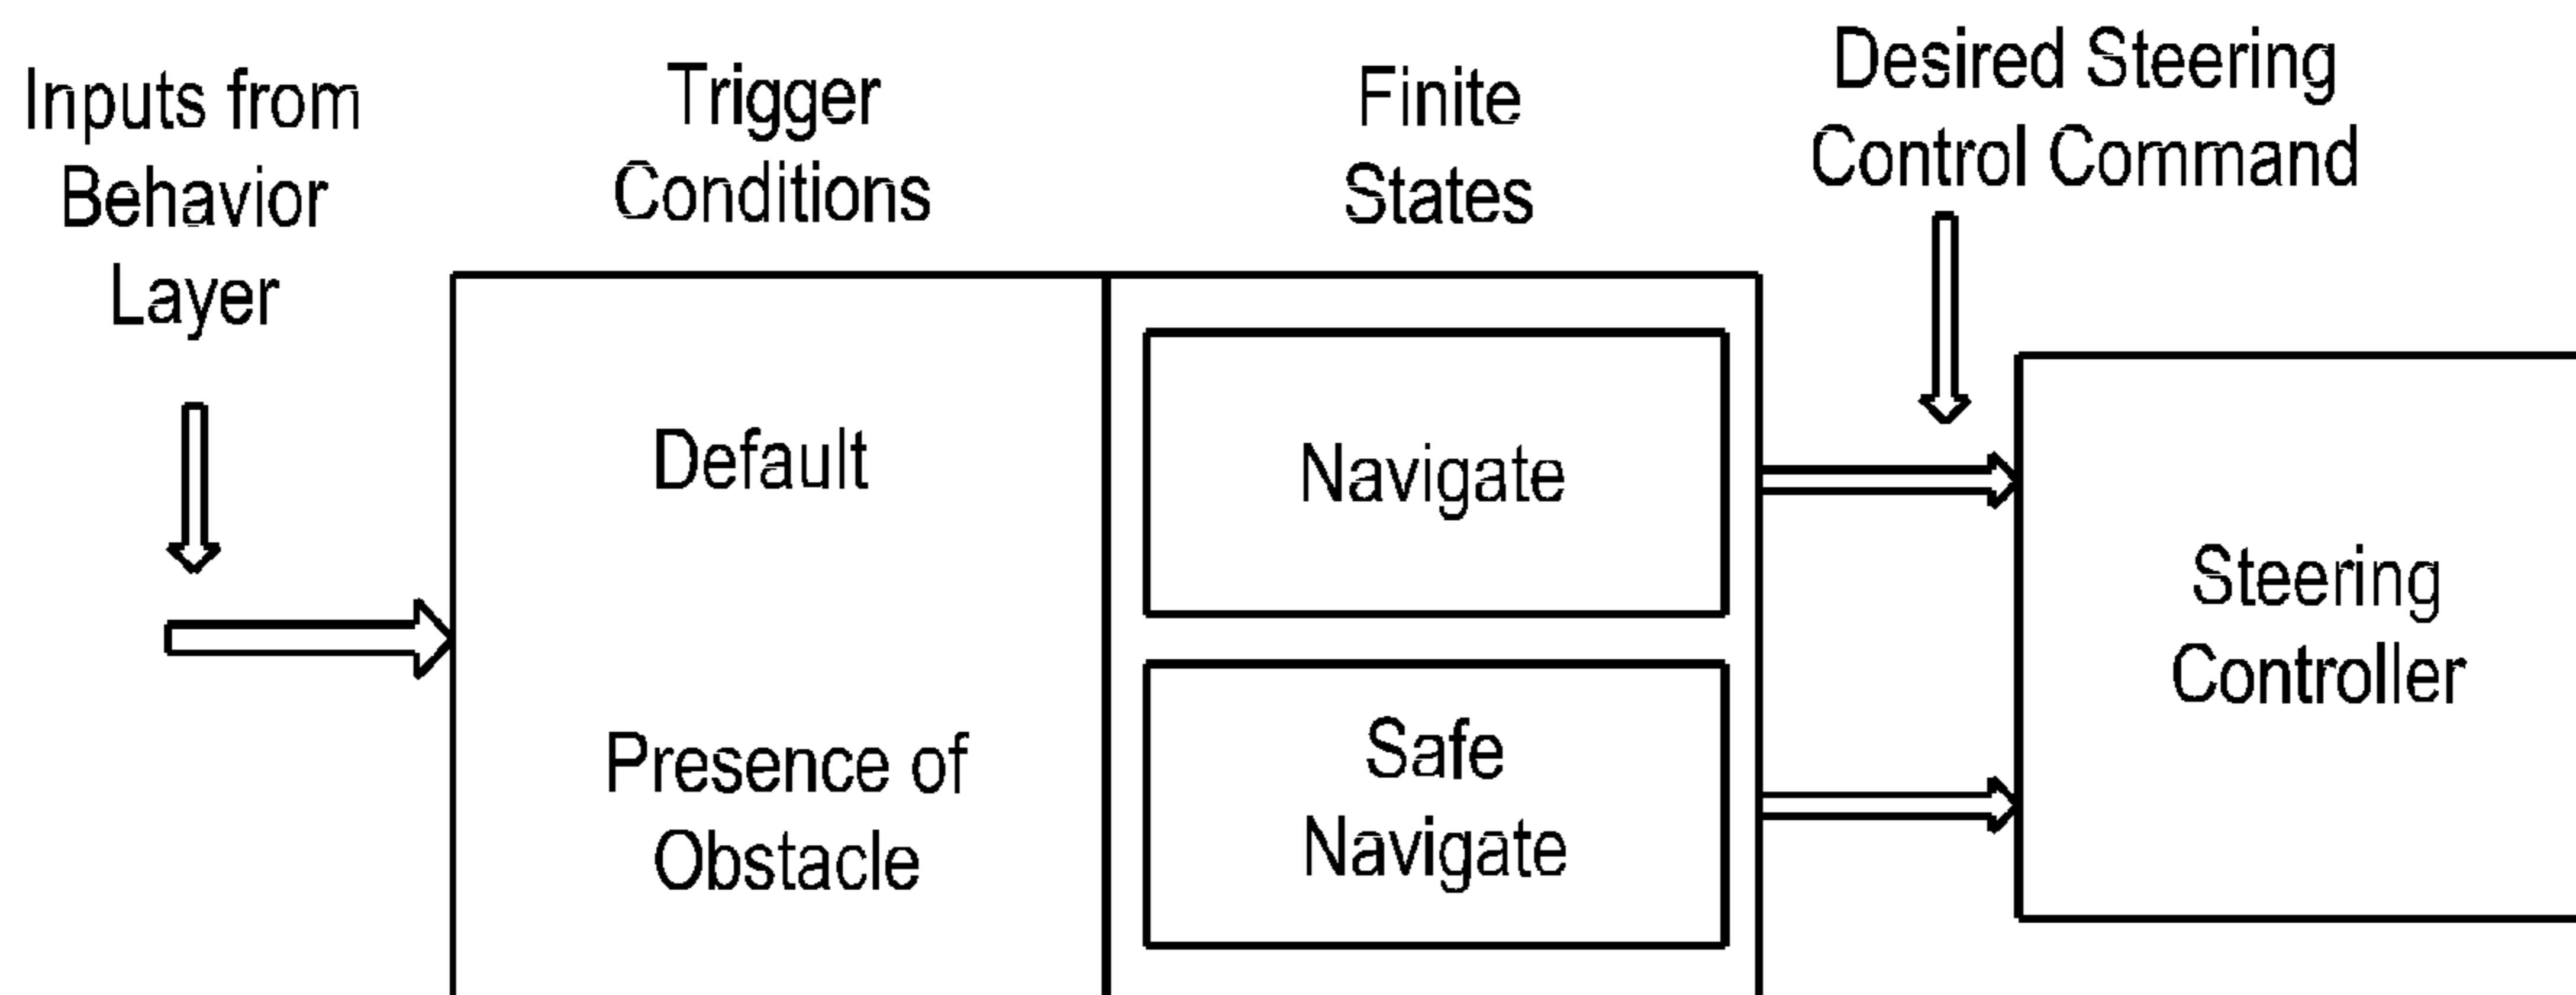 Inputs from
Behavior
Layer
Trigger
Conditions
Finite
States
Desired Steering
Control Command
Default
Presence of
Obstacle
Navigate
Safe
Navigate
Steering
Controller